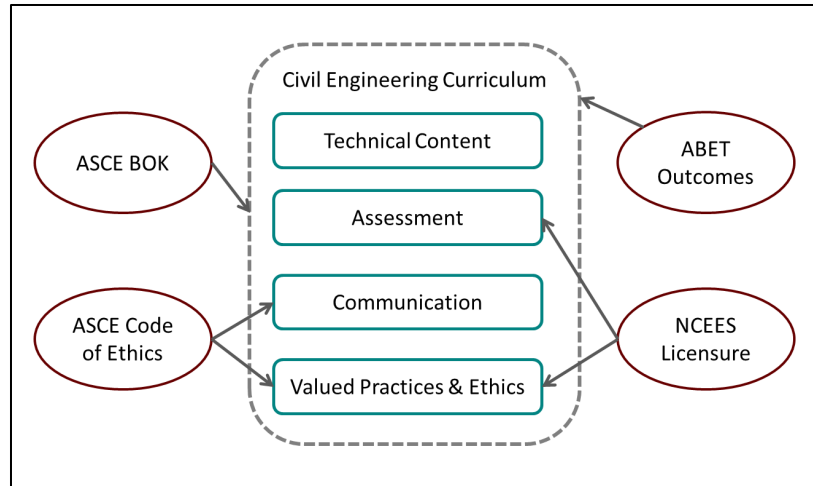 Civil Engineering Curriculum
Technical Content
ASCE BOK
ABET
Outcomes
Assessment
Communication
ASCE Code
of Ethics
NCEES
Licensure
Valued Practices & Ethics